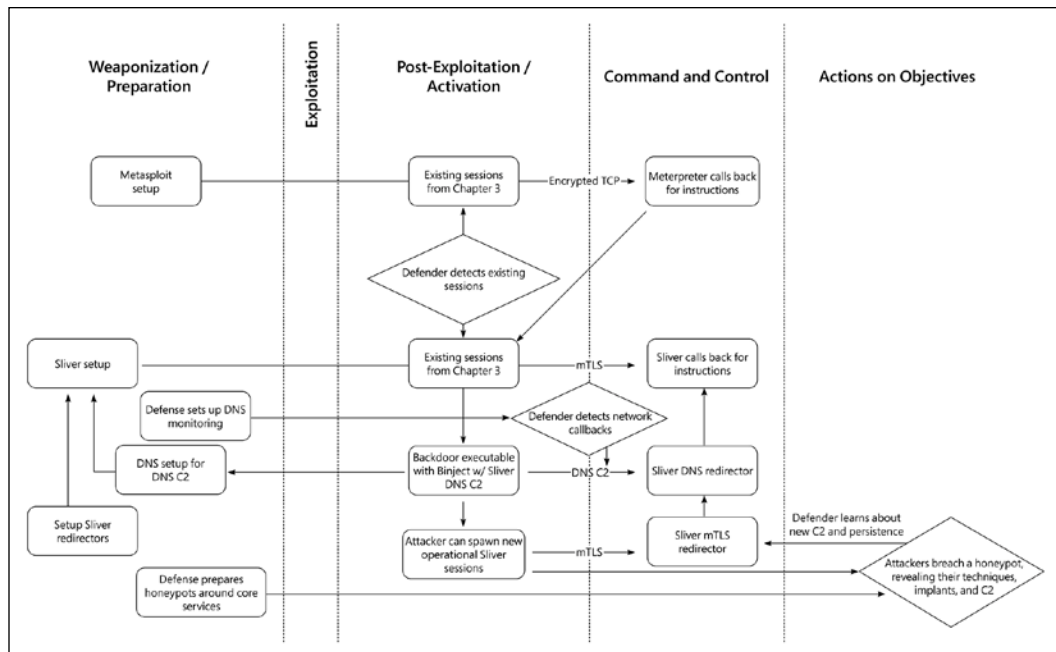 Weaponization /
Preparation
Exploitation
Post-Exploitation /
Activation
Command and Control
Actions on Objectives
Metasploit
setup
Existing sessions
from Chapter 3
Encrypted TCP
Meterpreter calls back
for instructions
Defender detects existing
sessions
Sliver setup
Existing sessions
from Chapter 3
mTLS
Sliver calls back for
instructions
Defense sets up DNS
monitoring
Defender detects network
callbacks
DNS setup for
DNS C2
Backdoor executable
with Binject w/ Sliver
DNS C2
DNS C2
Sliver DNS redirector
Setup Sliver
redirectors
Attacker can spawn new
operational Sliver
sessions
mTLS
Sliver mTLS
redirector
Defender learns about
new C2 and persistence
Attackers breach a honeypot,
revealing their techniques,
implants, and C2
Defense prepares
honeypots around core
services